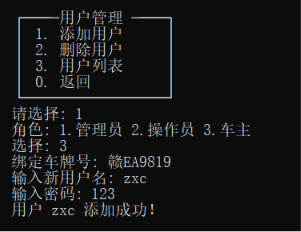 用户管理
1. 添加用户
2. 删除用户
3. 用户列表
0. 返回
请选择: 1
角色: 1.管理员 2.操作员 3.车主
选择: 3
绑定车牌号: 赣EA9819
输入新用户名: zxc
输入密码: 123
用户 zxc 添加成功!